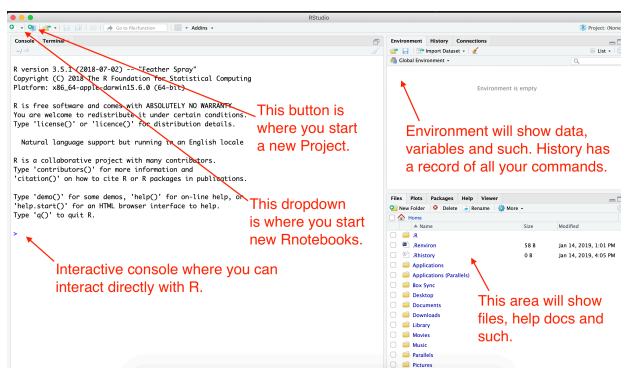 RStudio
Go to file/function
Addins
Project: (None
Console Terminal
~/
R version 3.5.1 (2018-07-02) -- "Feather Spray"
Copyright (C) 2018 The R Foundation for Statistical Computing
Platform: x86_64-apple-darwin15.6.0 (64-bit)
R is free software and comes with ABSOLUTELY NO WARRANTY.
You are welcome to redistribute it under certain conditions.
Type 'license()' or 'licence()' for distribution details.
Natural language support but running in an English locale
R is a collaborative project with many contributors.
Type 'contributors()' for more information and
'citation()' on how to cite R or R packages in publications.
Type 'demo()' for some demos, 'help()' for on-line help, or
'help.start()' for an HTML browser interface to help.
Type 'q()' to quit R.
>
This button is
where you start
a new Project.
This dropdown
is where you start
new Rnotebooks.
Interactive console where you can
interact directly with R.
Environment History Connections
Import Dataset
List
Global Environment
Environment is empty
Environment will show data,
variables and such. History has
a record of all your commands.
Files Plots Packages Help Viewer
New Folder Delete Rename More
Home
Name Size Modified
.R
.Renviron 58 B Jan 14, 2019, 1:01 PM
.Rhistory 0 B Jan 14, 2019, 4:05 PM
Applications
Applications (Parallels)
Box Sync
Desktop
Documents
Downloads
Library
Movies
Music
Parallels
Pictures
This area will show
files, help docs and
such.